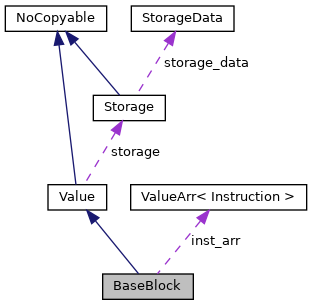 NoCopyable
StorageData
storage_data
Storage
storage
Value
ValueArr< Instruction >
inst_arr
BaseBlock